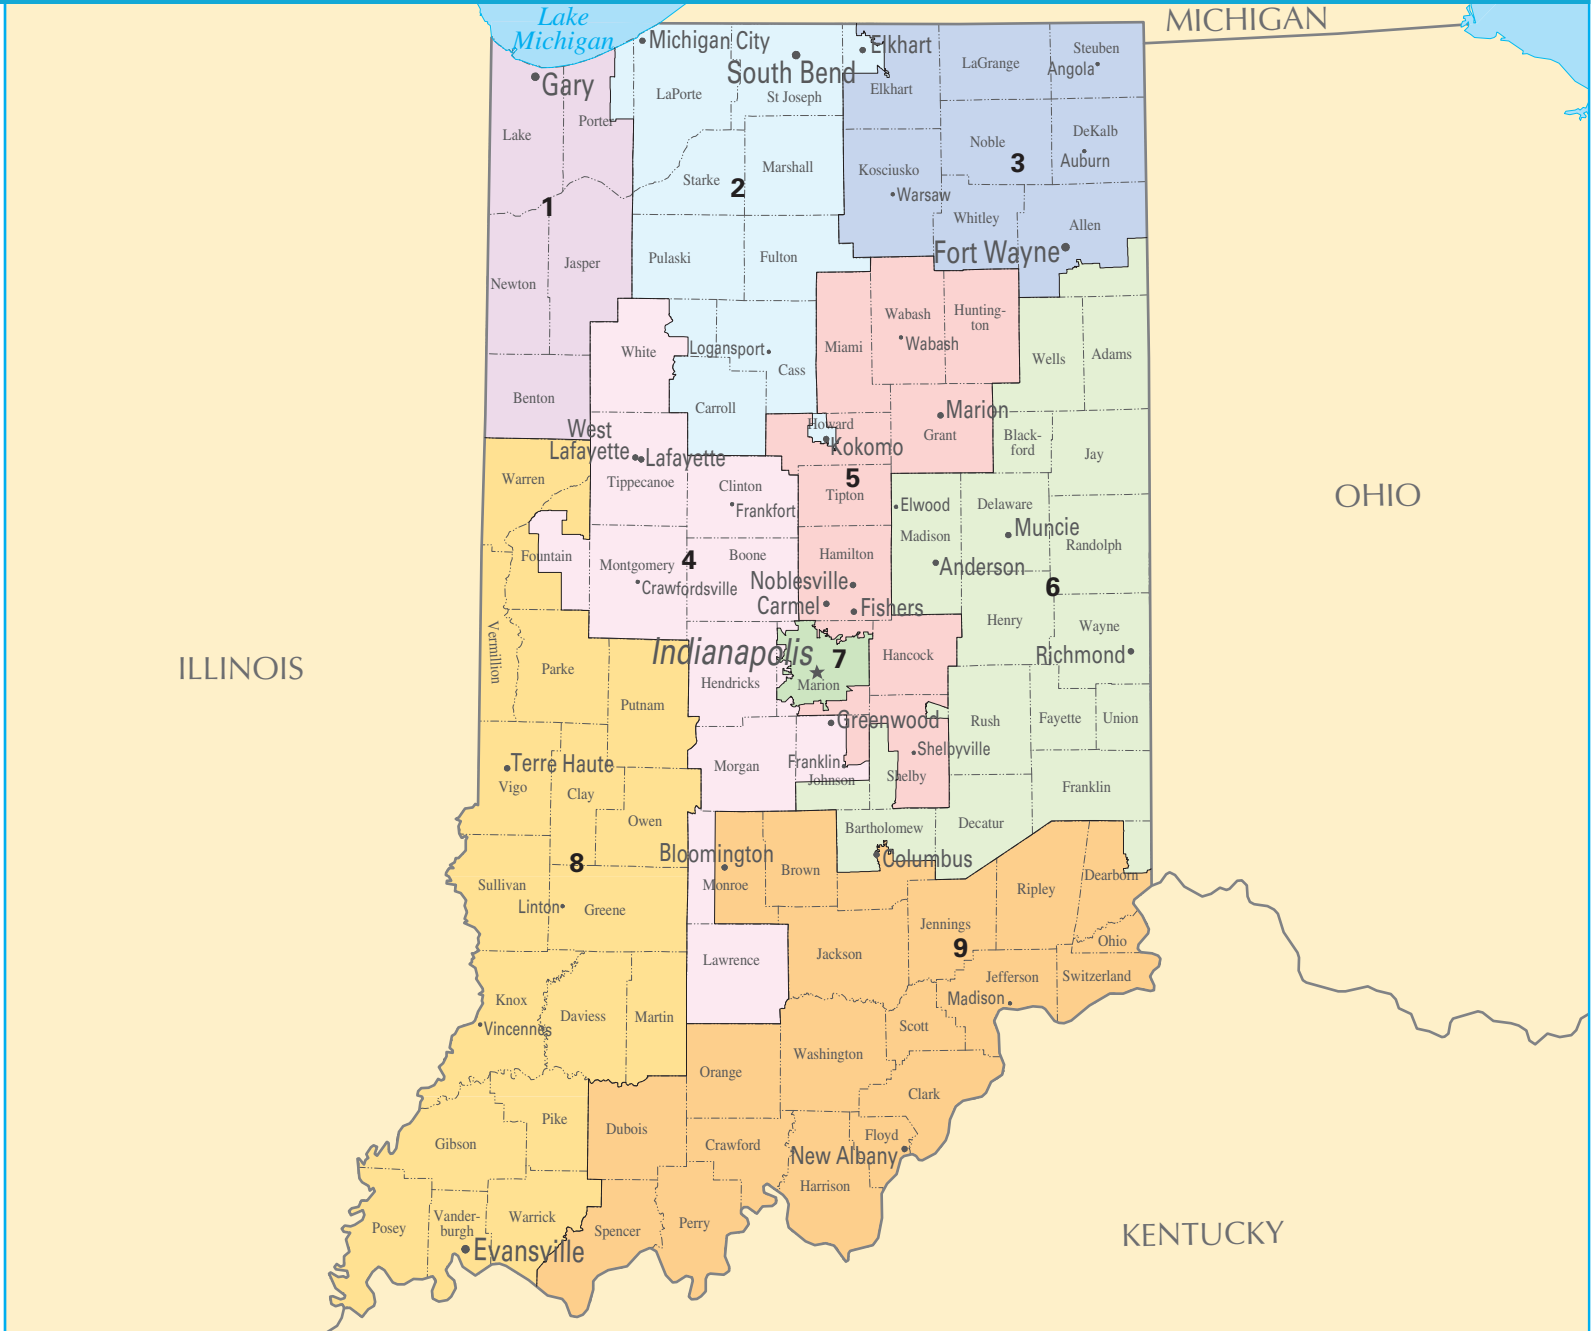 Lake
Michigan
MICHIGAN
Michigan City
Elkhart
South Bend
Steuben
LaGrange
Angola
Gary
LaPorte
St Joseph
Elkhart
Lake
Porter
Noble
DeKalb
Auburn
3
Marshall
Kosciusko
Starke
2
Warsaw
1
Whitley
Allen
Fort Wayne
Jasper
Pulaski
Fulton
Newton
Wabash
Hunting-
ton
White
Logansport
Miami
Wabash
Wells
Adams
Cass
Benton
Carroll
Marion
West
Lafayette
Lafayette
Howard
Kokomo
Grant
Black-
ford
Jay
Warren
Tippecanoe
Clinton
Frankfort
5
Tipton
Elwood
Delaware
OHIO
Madison
Muncie
Randolph
Fountain
Montgomery
4
Boone
Hamilton
Anderson
Crawfordsville
Noblesville
6
Carmel
Fishers
Henry
Wayne
Vermillion
Indianapolis
7
Hancock
Richmond
ILLINOIS
Parke
Hendricks
Marion
Putnam
Greenwood
Rush
Fayette
Union
Terre Haute
Morgan
Franklin
Shelbyville
Vigo
Clay
Johnson
Shelby
Franklin
Owen
Bartholomew
Decatur
8
Bloomington
Columbus
Brown
Sullivan
Monroe
Ripley
Dearborn
Linton
Greene
Jennings
9
Ohio
Lawrence
Jackson
Jefferson
Switzerland
Knox
Madison
Vincennes
Daviess
Martin
Scott
Washington
Orange
Clark
Pike
Dubois
Gibson
Crawford
Floyd
New Albany
Harrison
Posey
Vander-
burgh
Warrick
Spencer
Perry
Evansville
KENTUCKY